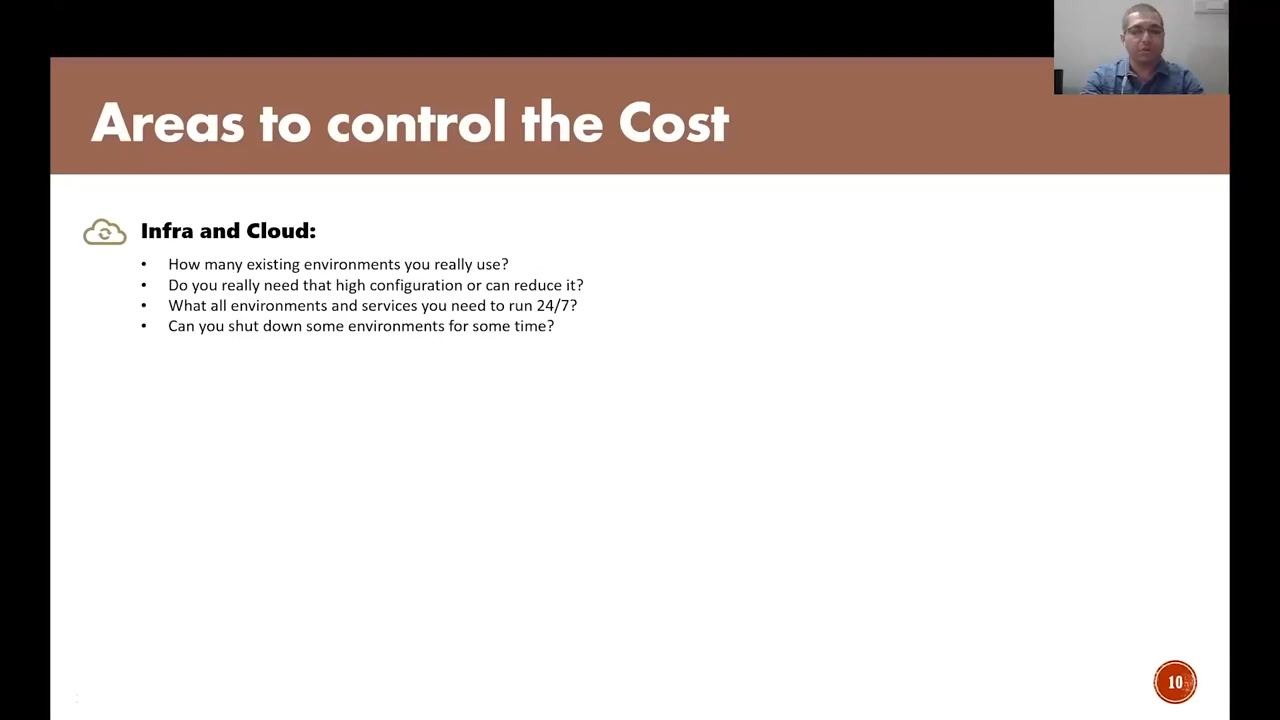 Areas to control the Cost
Infra and Cloud:
• How many existing environments you really use?
• Do you really need that high configuration or can reduce it?
• What all environments and services you need to run 24/7?
• Can you shut down some environments for some time?
10